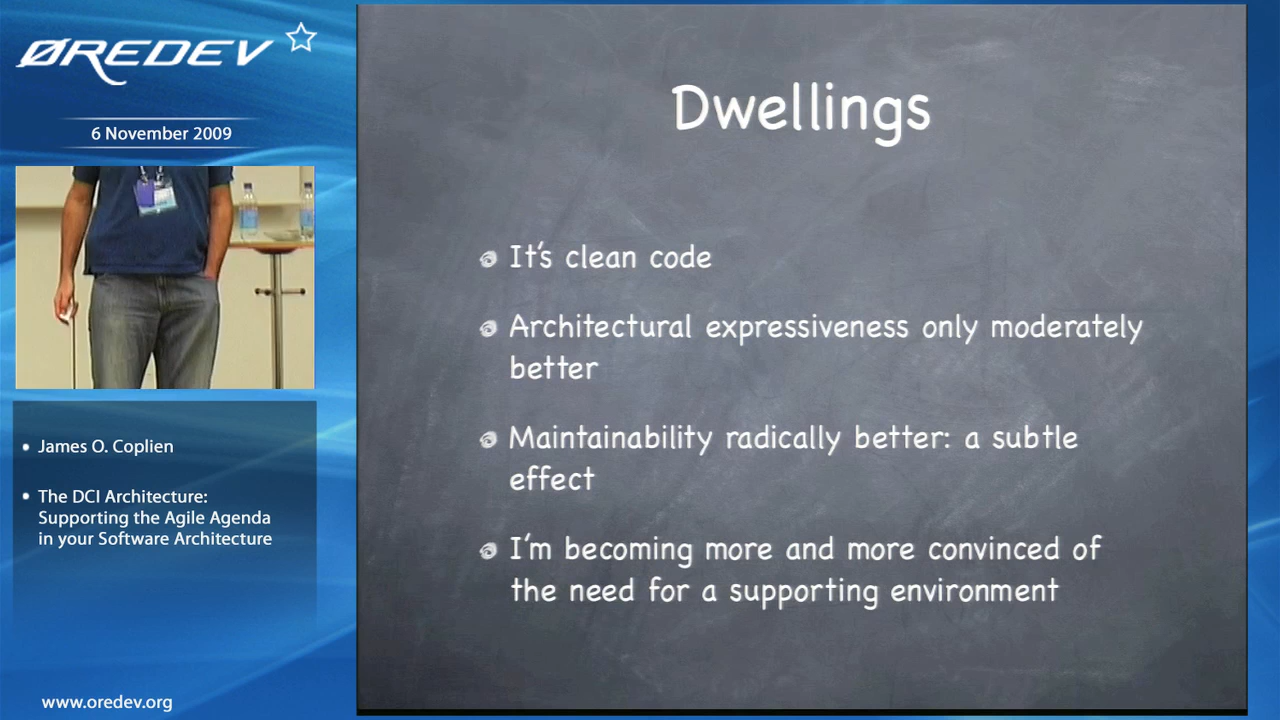 ØREDEV
6 November 2009
James O. Coplien
The DCI Architecture:
Supporting the Agile Agenda
in your Software Architecture
www.oredev.org
Dwellings
It's clean code
Architectural expressiveness only moderately
better
Maintainability radically better: a subtle
effect
I'm becoming more and more convinced of
the need for a supporting environment